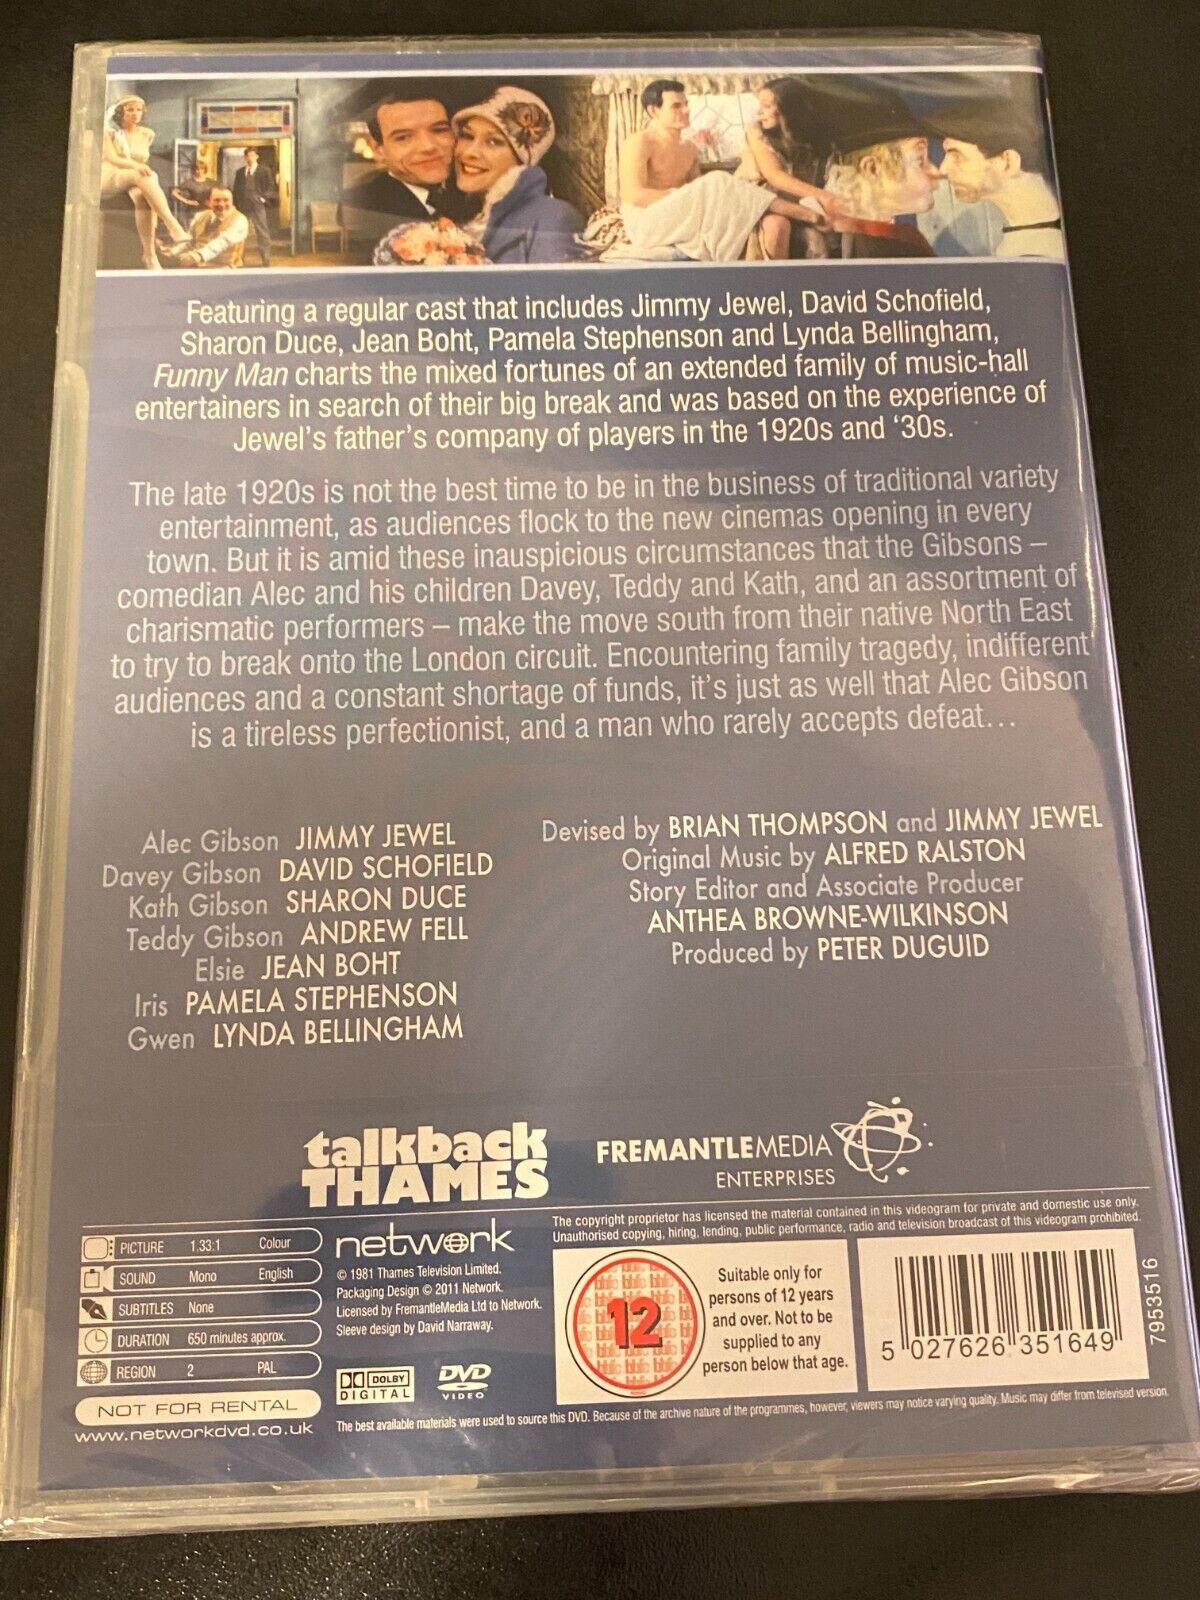 Featuring a regular cast that includes Jimmy Jewel, David Schofield,
Sharon Duce, Jean Boht, Pamela Stephenson and Lynda Bellingham,
Funny Man charts the mixed fortunes of an extended family of music-hall
entertainers in search of their big break and was based on the experience of
Jewel's father's company of players in the 1920s and ‘30s.
The late 1920s is not the best time to be in the business of traditional variety
entertainment, as audiences flock to the new cinemas opening in every
town. But it is amid these inauspicious circumstances that the Gibsons –
comedian Alec and his children Davey, Teddy and Kath, and an assortment of
charismatic performers – make the move south from their native North East
to try to break onto the London circuit. Encountering family tragedy, indifferent
audiences and a constant shortage of funds, it's just as well that Alec Gibson
is a tireless perfectionist, and a man who rarely accepts defeat...
Alec Gibson JIMMY JEWEL
Davey Gibson DAVID SCHOFIELD
Kath Gibson SHARON DUCE
Teddy Gibson ANDREW FELL
Elsie JEAN BOHT
Iris PAMELA STEPHENSON
Gwen LYNDA BELLINGHAM
Devised by BRIAN THOMPSON and JIMMY JEWEL
Original Music by ALFRED RALSTON
Story Editor and Associate Producer
ANTHEA BROWNE-WILKINSON
Produced by PETER DUGUID
talkback
THAMES
FREMANTLEMEDIA
ENTERPRISES
PICTURE 1.33:1 Colour
SOUND Mono English
SUBTITLES None
DURATION 650 minutes approx.
REGION 2 PAL
NOT FOR RENTAL
www.networkdvd.co.uk
network
© 1981 Thames Television Limited.
Packaging Design © 2011 Network.
Licensed by FremantleMedia Ltd to Network.
Sleeve design by David Narraway.
DOLBY
DIGITAL
DVD
VIDEO
The copyright proprietor has licensed the material contained in this videogram for private and domestic use only.
Unauthorised copying, hiring, lending, public performance, radio and television broadcast of this videogram prohibited.
bbfc
12
Suitable only for
persons of 12 years
and over. Not to be
supplied to any
person below that age.
5 027626 351649
7953516
The best available materials were used to source this DVD. Because of the archive nature of the programmes, however, viewers may notice varying quality. Music may differ from televised version.